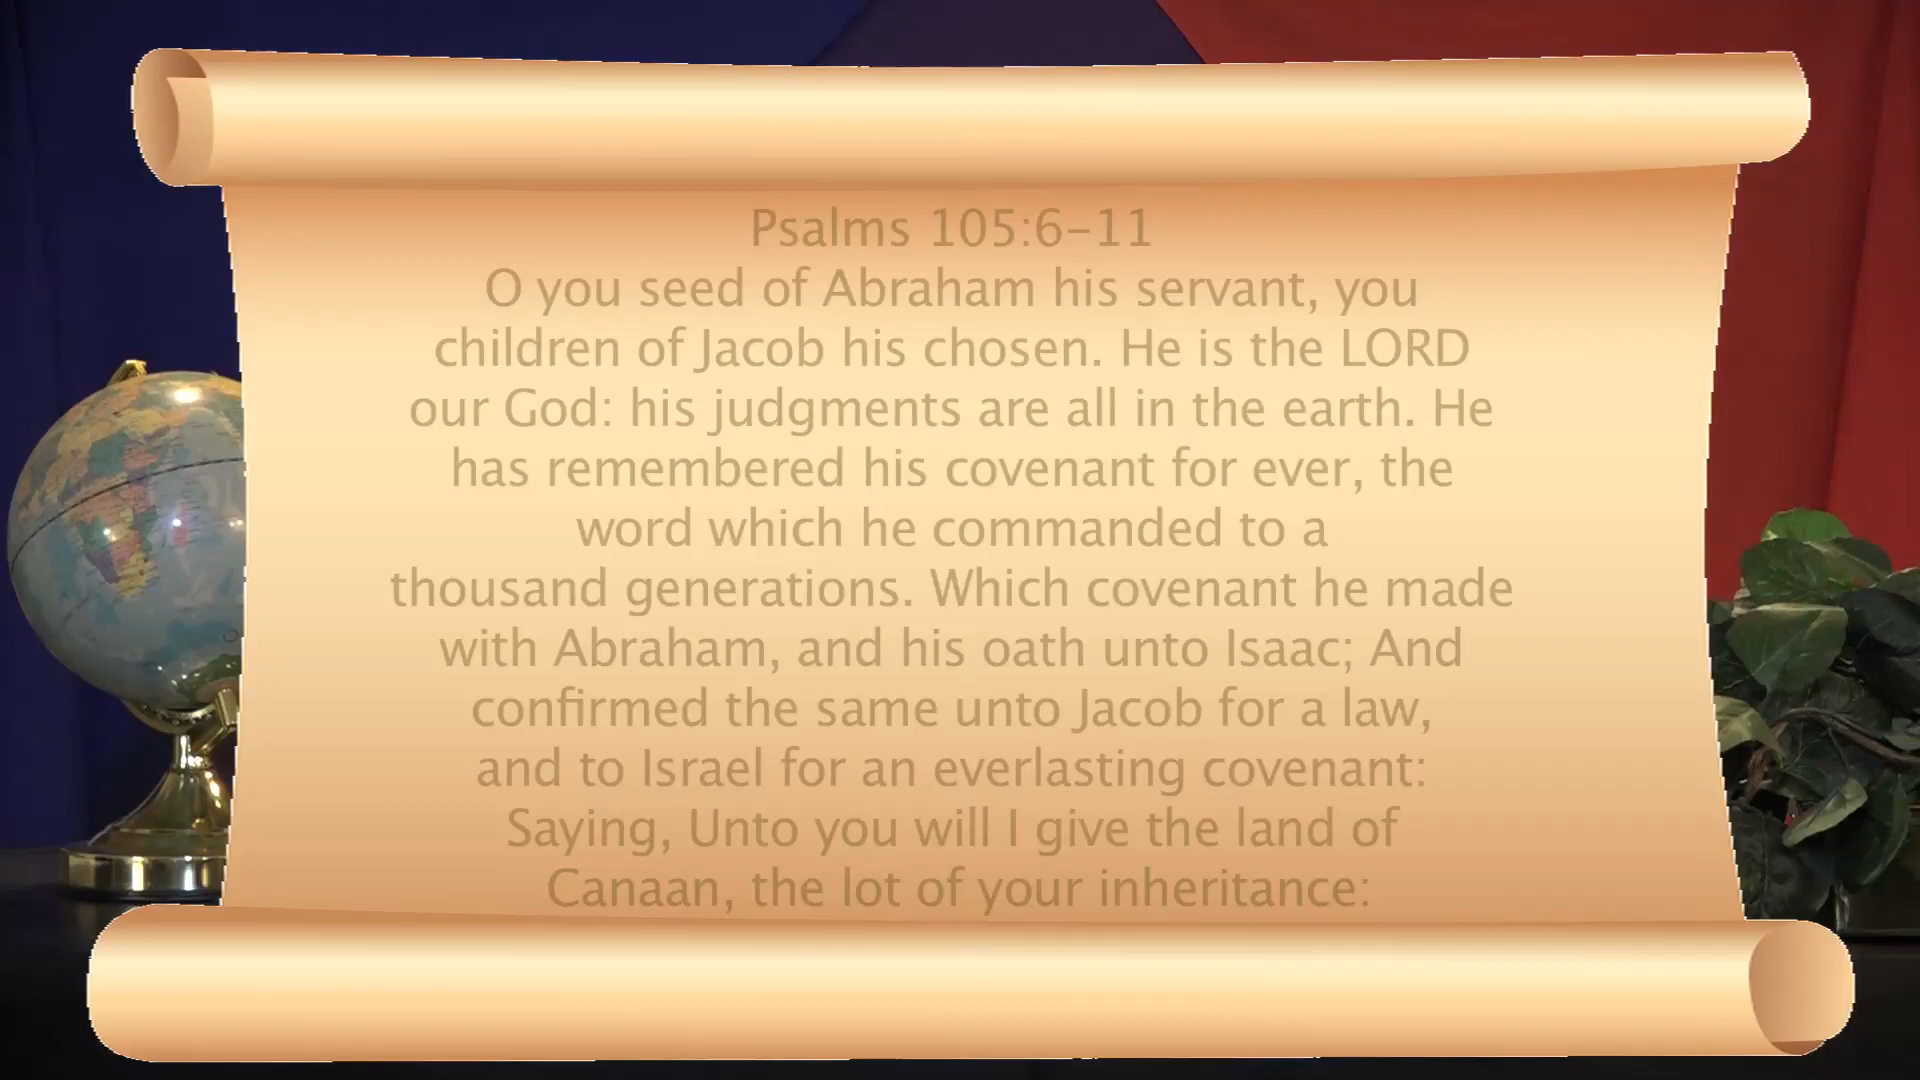 Psalms 105:6-11
O you seed of Abraham his servant, you
children of Jacob his chosen. He is the LORD
our God: his judgments are all in the earth. He
has remembered his covenant for ever, the
word which he commanded to a
thousand generations. Which covenant he made
with Abraham, and his oath unto Isaac; And
confirmed the same unto Jacob for a law,
and to Israel for an everlasting covenant:
Saying, Unto you will I give the land of
Canaan, the lot of your inheritance: